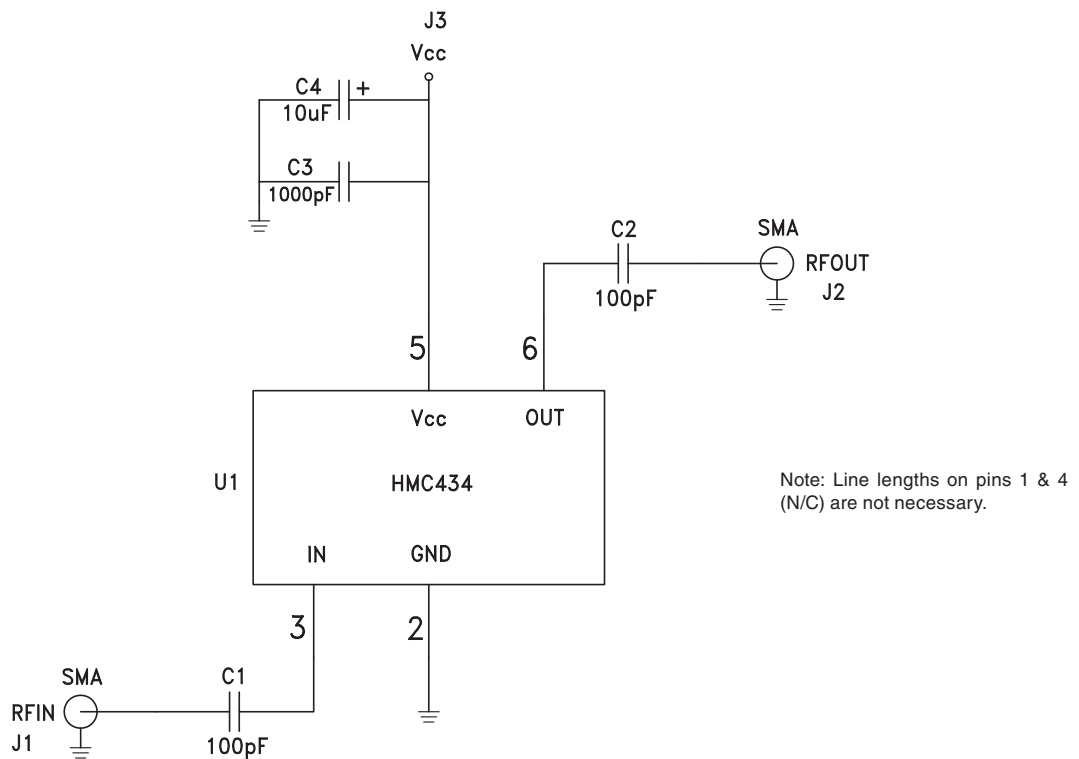 J3
Vcc
C4
+
10uF
C3
1000pF
C2
100pF
SMA
RFOUT
J2
5
6
Vcc
OUT
U1
HMC434
Note: Line lengths on pins 1 & 4
(N/C) are not necessary.
IN
GND
3
2
SMA
RFIN
J1
C1
100pF